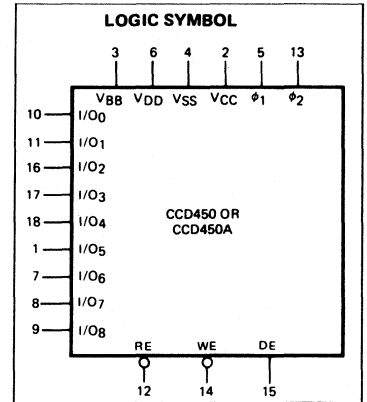 LOGIC SYMBOL
3 6 4 2 5 13
VBB VDD VSS VCC ϕ1 ϕ2
10 I/O0
11 I/O1
16 I/O2
17 I/O3
18 I/O4
1 I/O5
7 I/O6
8 I/O7
9 I/O8
CCD450 OR
CCD450A
RE WE DE
12 14 15